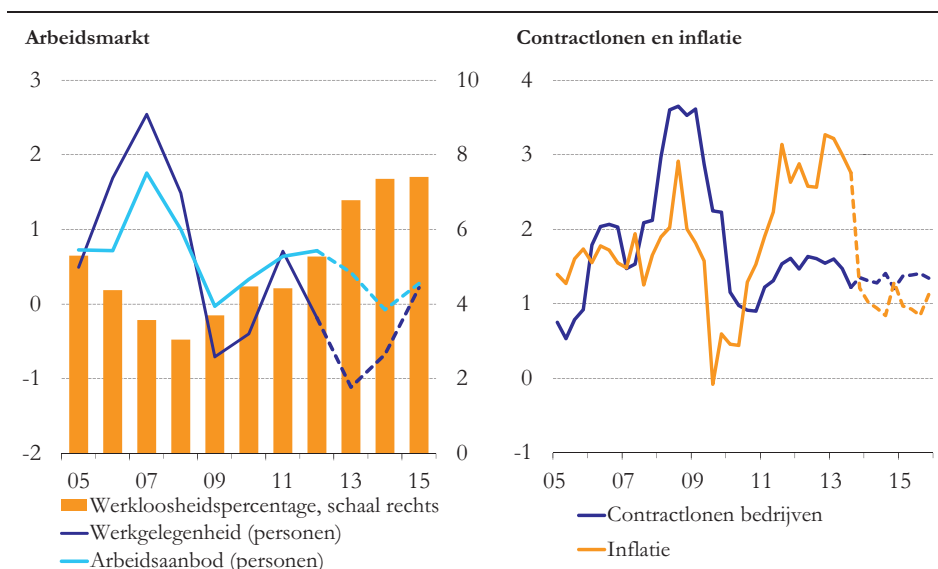 Arbeidsmarkt
3 10
2 8
1 6
0 4
-1 2
-2 0
05 07 09 11 13 15
Werkloosheidspercentage, schaal rechts
Werkgelegenheid (personen)
Arbeidsaanbod (personen)
Contractlonen en inflatie
4
3
2
1
0
-1
05 07 09 11 13 15
Contractlonen bedrijven
Inflatie